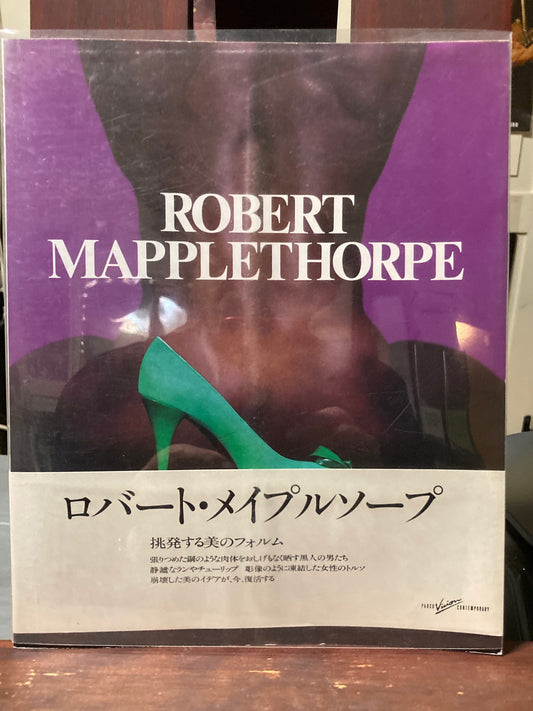 ROBERT
MAPPLETHORPE
ロバート・メイプルソープ
挑発する美のフォルム
張りつめた鋼のような肉体をおしげもなく晒す黒人の男たち
静謐なランやチューリップ 彫像のように凍結した女性のトルソ
崩壊した美のイデアが、今、復活する
PARCO Vision CONTEMPORARY